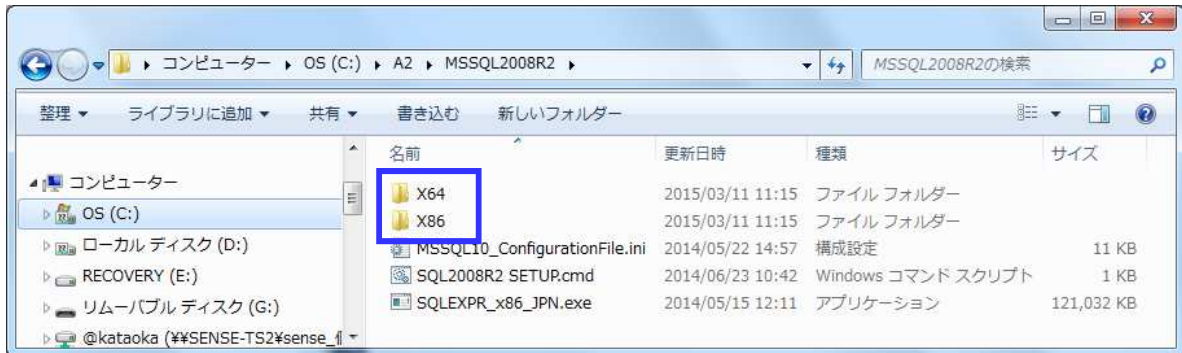 コンピューター ▸ OS (C:) ▸ A2 ▸ MSSQL2008R2 ▸ MSSQL2008R2の検索
整理 ▼ ライブラリに追加 ▼ 共有 ▼ 書き込む 新しいフォルダー
名前 更新日時 種類 サイズ
コンピューター
OS (C:)
ローカル ディスク (D:)
RECOVERY (E:)
リムーバブル ディスク (G:)
@kataoka (¥¥SENSE-TS2¥sense_
X64 2015/03/11 11:15 ファイル フォルダー
X86 2015/03/11 11:15 ファイル フォルダー
MSSQL10_ConfigurationFile.ini 2014/05/22 14:57 構成設定 11 KB
SQL2008R2 SETUP.cmd 2014/06/23 10:42 Windows コマンド スクリプト 1 KB
SQLEXPR_x86_JPN.exe 2014/05/15 12:11 アプリケーション 121,032 KB